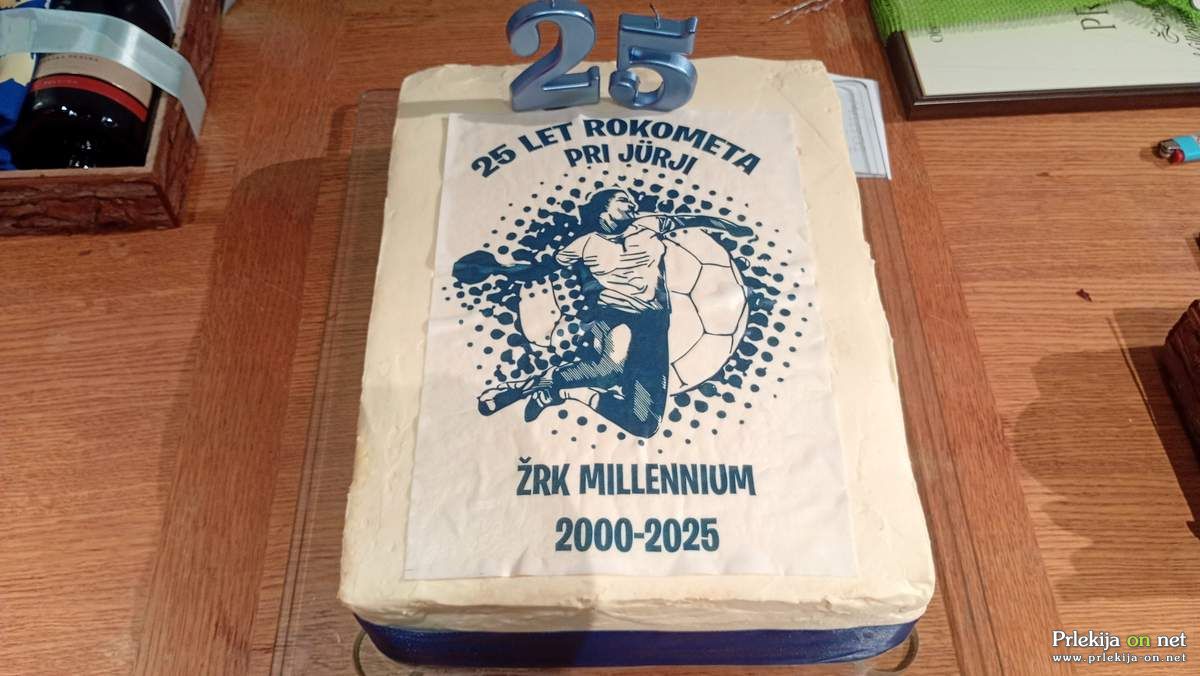 25
25 LET ROKOMETA
PRI JÜRJI
ŽRK MILLENNIUM
2000-2025
Prlekija on net
www.prlekija-on.net